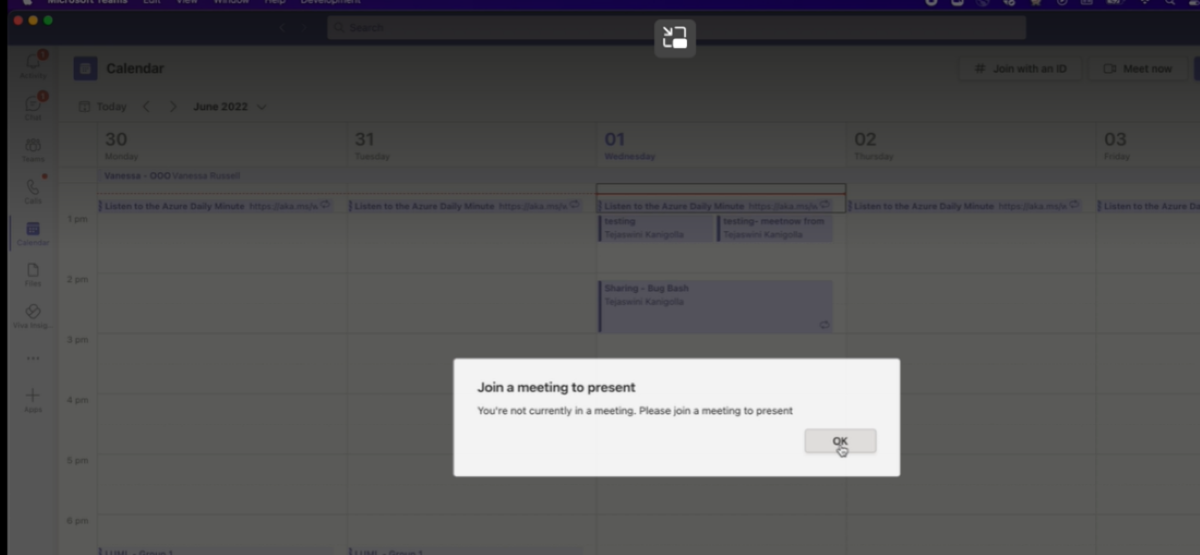 Microsoft Teams Edit View Window Help Development
Search
Activity
Chat
Teams
Calls
Calendar
Files
Viva Insig...
Apps
Calendar
# Join with an ID
Meet now
Today
June 2022
30
Monday
31
Tuesday
01
Wednesday
02
Thursday
03
Friday
Vanessa - OOO Vanessa Russell
Listen to the Azure Daily Minute https://aka.ms/
Listen to the Azure Daily Minute https://aka.ms/
Listen to the Azure Daily Minute https://aka.ms/
Listen to the Azure Daily Minute https://aka.ms/
Listen to the Azure Da
1 pm
testing
Tejaswini Kanigolla
testing- meetnow from
Tejaswini Kanigolla
2 pm
Sharing - Bug Bash
Tejaswini Kanigolla
3 pm
4 pm
5 pm
6 pm
Join a meeting to present
You're not currently in a meeting. Please join a meeting to present
OK